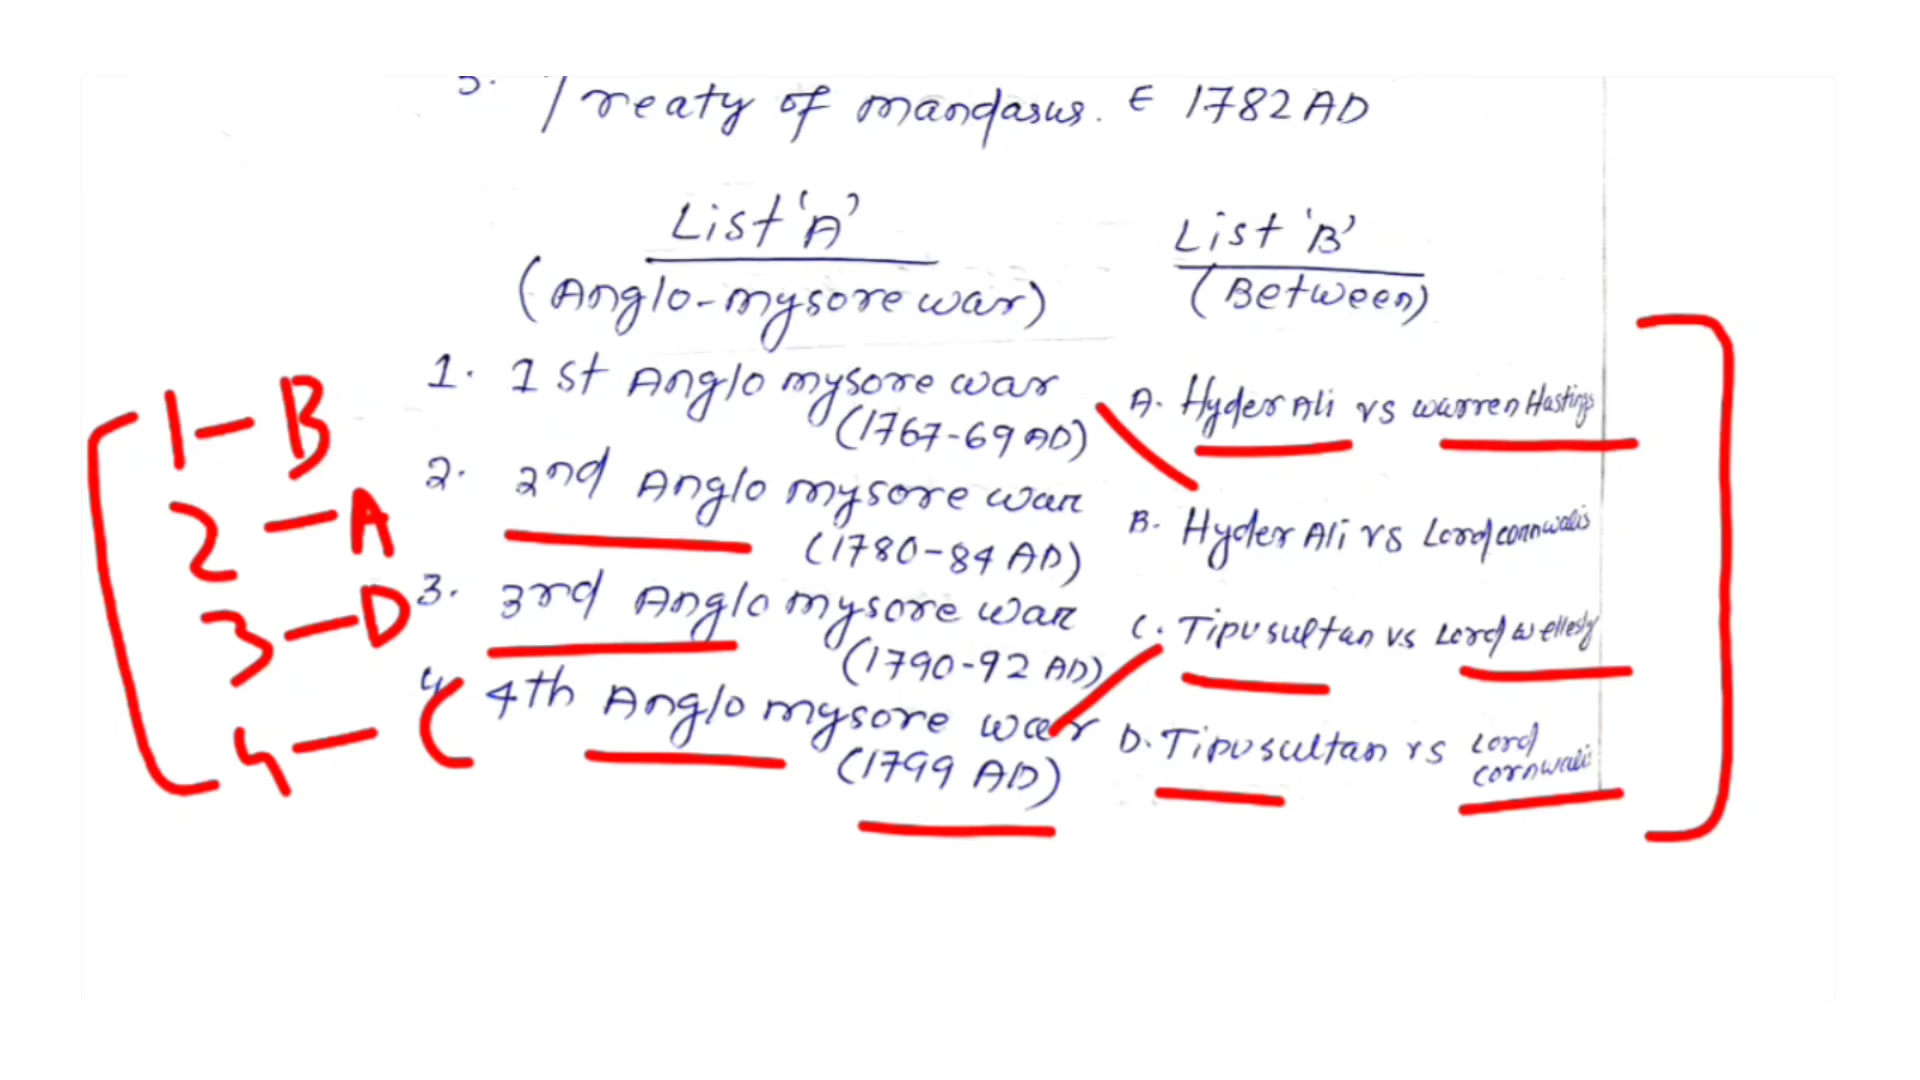 Treaty of mandasus. E 1782 AD
List 'A'
(Anglo-mysore war)
List 'B'
(Between)
1. 1st Anglo mysore war
(1767-69 AD)
2. 2nd Anglo mysore war
(1780-84 AD)
3. 3rd Anglo mysore war
(1790-92 AD)
4. 4th Anglo mysore war
(1799 AD)
A. Hyder Ali vs warren Hastings
B. Hyder Ali vs Lord cornwalis
C. Tipu sultan vs Lord wellesly
D. Tipu sultan vs Lord
cornwalis
1-B
2-A
3-D
4-C